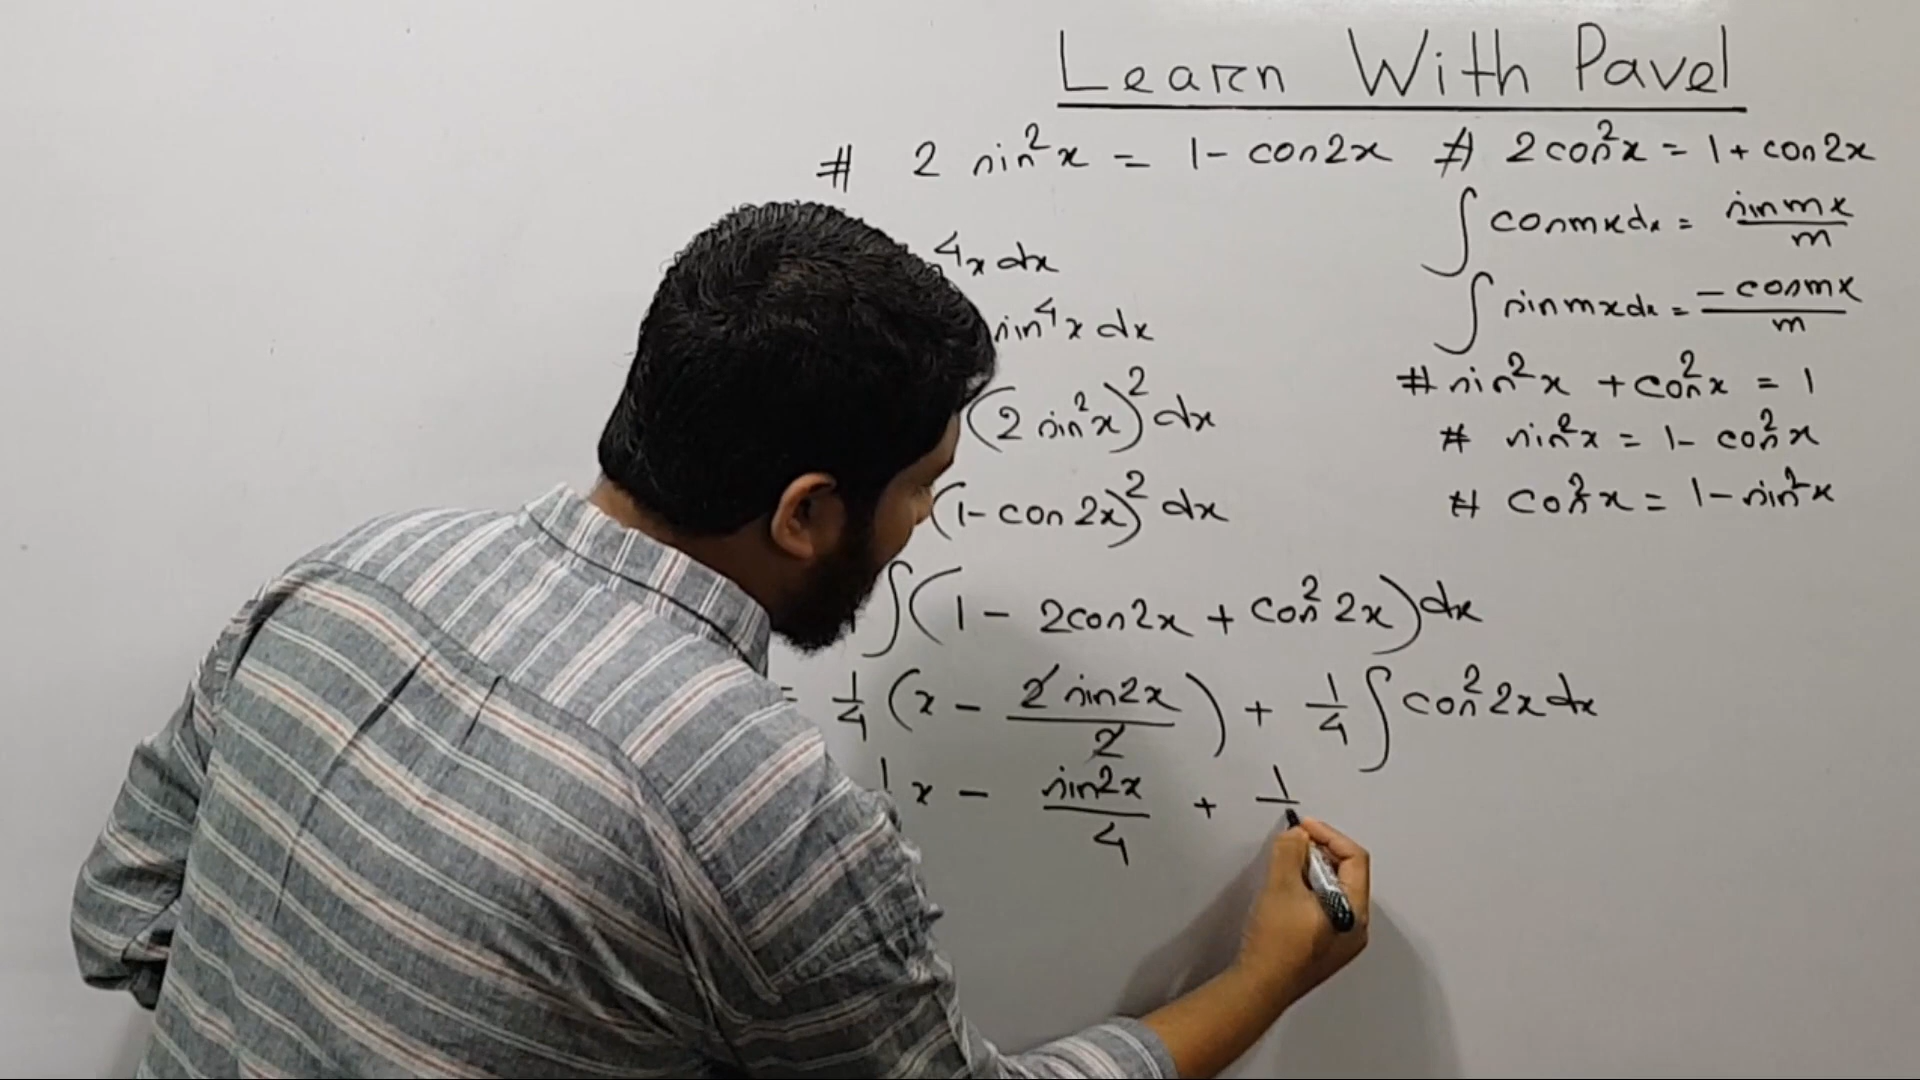 Learn With Pavel
# 2 sin²x = 1 - cos2x # 2cos²x = 1 + cos2x
∫ cosmxdx = sinmx/m
∫ sinmxdx = -cosmx/m
# sin²x + cos²x = 1
# sin²x = 1 - cos²x
# cos²x = 1 - sin²x
⁴x dx
sin⁴x dx
(2 sin²x)² dx
(1 - cos 2x)² dx
∫(1 - 2cos2x + cos² 2x)dx
= 1/4 (x - 2 sin2x/2) + 1/4 ∫ cos² 2x dx
1 x - sin2x/4 + 1